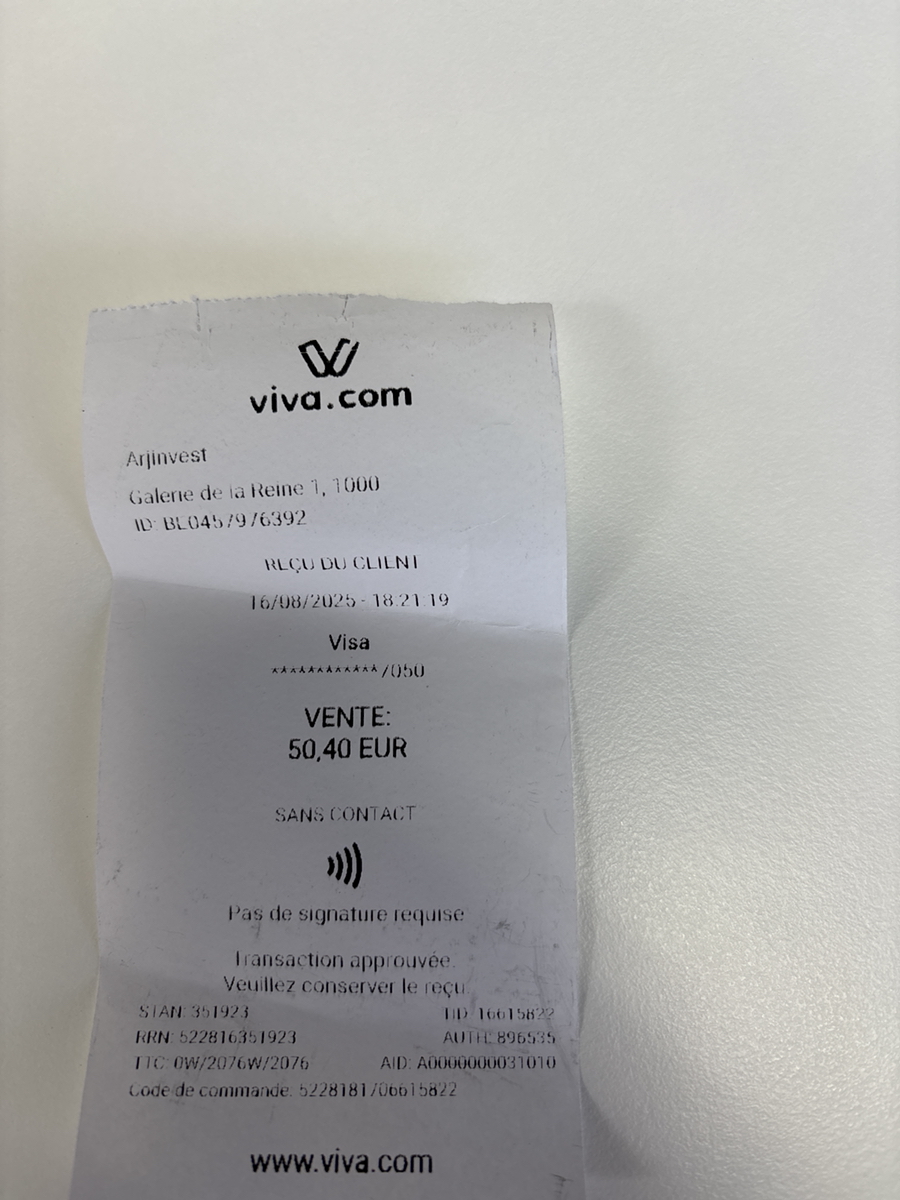 viva.com
Arjinvest
Galerie de la Reine 1, 1000
ID: BE0457976392
REÇU DU CLIENT
16/08/2025 - 18:21:19
Visa
************7050
VENTE:
50,40 EUR
SANS CONTACT
Pas de signature requise
Transaction approuvée.
Veuillez conserver le reçu.
STAN: 351923 TID: 16615822
RRN: 522816351923 AUTH: 896535
TTC: 0W/2076W/2076 AID: A0000000031010
Code de commande: 5228181706615822
www.viva.com